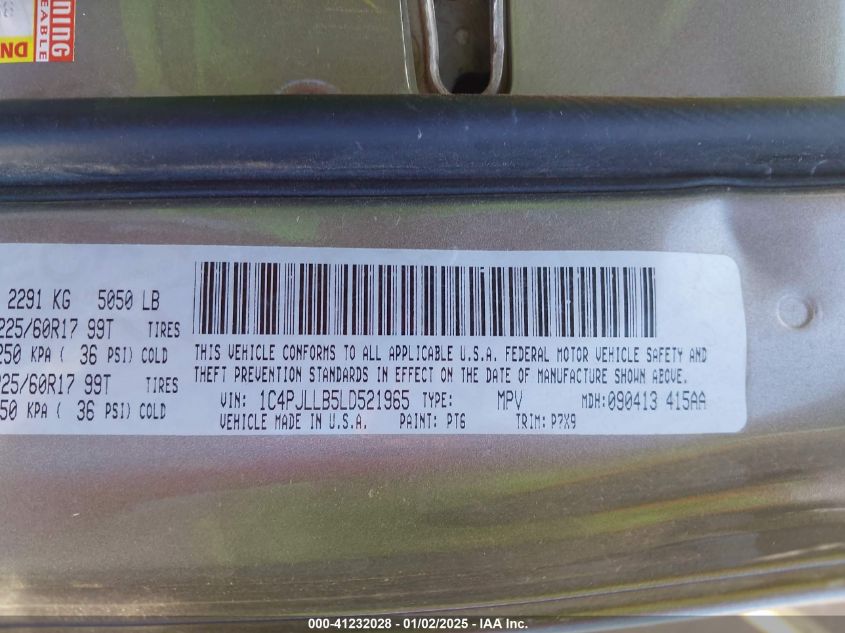 NING
EABLE
DN
2291 KG 5050 LB
225/60R17 99T TIRES
250 KPA ( 36 PSI) COLD
225/60R17 99T TIRES
50 KPA ( 36 PSI) COLD
THIS VEHICLE CONFORMS TO ALL APPLICABLE U.S.A. FEDERAL MOTOR VEHICLE SAFETY AND
THEFT PREVENTION STANDARDS IN EFFECT ON THE DATE OF MANUFACTURE SHOWN ABOVE.
VIN: 1C4PJLLB5LD521965 TYPE: MPV MDH:090413 415AA
VEHICLE MADE IN U.S.A. PAINT: PT6 TRIM: P7X9
000-41232028 - 01/02/2025 - IAA Inc.